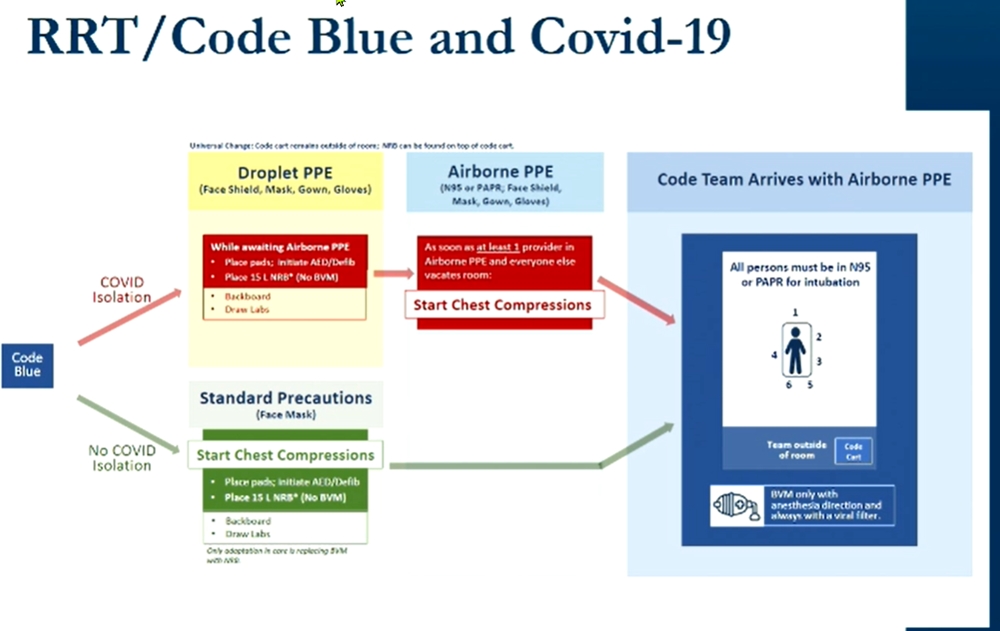 RRT/Code Blue and Covid-19
Universal Change: Code cart remains outside of room; NRB can be found on top of code cart.
Droplet PPE
(Face Shield, Mask, Gown, Gloves)
While awaiting Airborne PPE
• Place pads; Initiate AED/Defib
• Place 15 L NRB* (No BVM)
• Backboard
• Draw Labs
Airborne PPE
(N95 or PAPR; Face Shield,
Mask, Gown, Gloves)
As soon as at least 1 provider in
Airborne PPE and everyone else
vacates room:
Start Chest Compressions
Code Team Arrives with Airborne PPE
All persons must be in N95
or PAPR for intubation
1
2
3
4
5
6
Team outside
of room
Code
Cart
BVM only with
anesthesia direction and
always with a viral filter.
COVID
Isolation
Code
Blue
No COVID
Isolation
Standard Precautions
(Face Mask)
Start Chest Compressions
• Place pads; Initiate AED/Defib
• Place 15 L NRB* (No BVM)
• Backboard
• Draw Labs
Only adaptation in care is replacing BVM
with NRB.